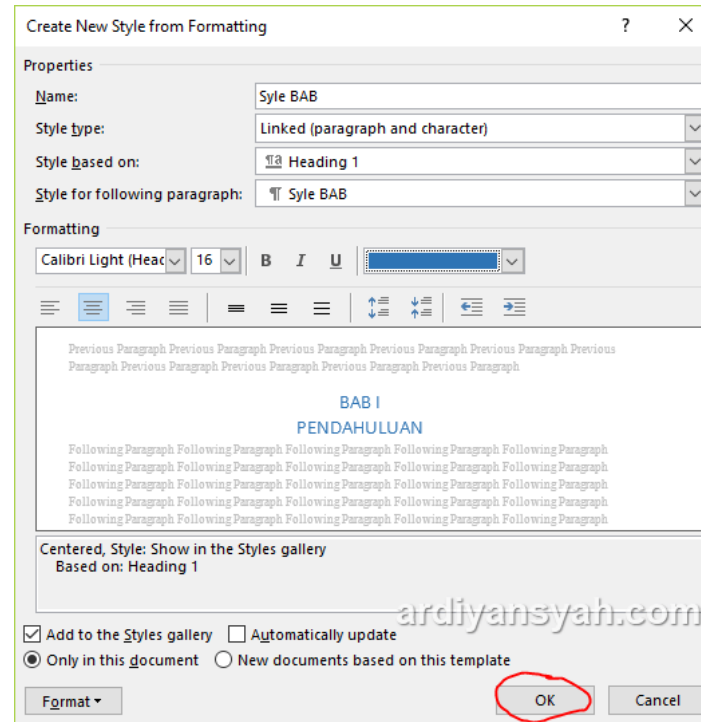 Create New Style from Formatting ? X
Properties
Name: Syle BAB
Style type: Linked (paragraph and character)
Style based on: ¶a Heading 1
Style for following paragraph: ¶ Syle BAB
Formatting
Calibri Light (Heac 16 B I U
Previous Paragraph Previous Paragraph Previous Paragraph Previous Paragraph Previous Paragraph Previous
Paragraph Previous Paragraph Previous Paragraph Previous Paragraph Previous Paragraph
BAB I
PENDAHULUAN
Following Paragraph Following Paragraph Following Paragraph Following Paragraph Following Paragraph
Following Paragraph Following Paragraph Following Paragraph Following Paragraph Following Paragraph
Following Paragraph Following Paragraph Following Paragraph Following Paragraph Following Paragraph
Following Paragraph Following Paragraph Following Paragraph Following Paragraph Following Paragraph
Following Paragraph Following Paragraph Following Paragraph Following Paragraph Following Paragraph
Centered, Style: Show in the Styles gallery
Based on: Heading 1
ardiyansyah.com
Add to the Styles gallery Automatically update
Only in this document New documents based on this template
Format OK Cancel